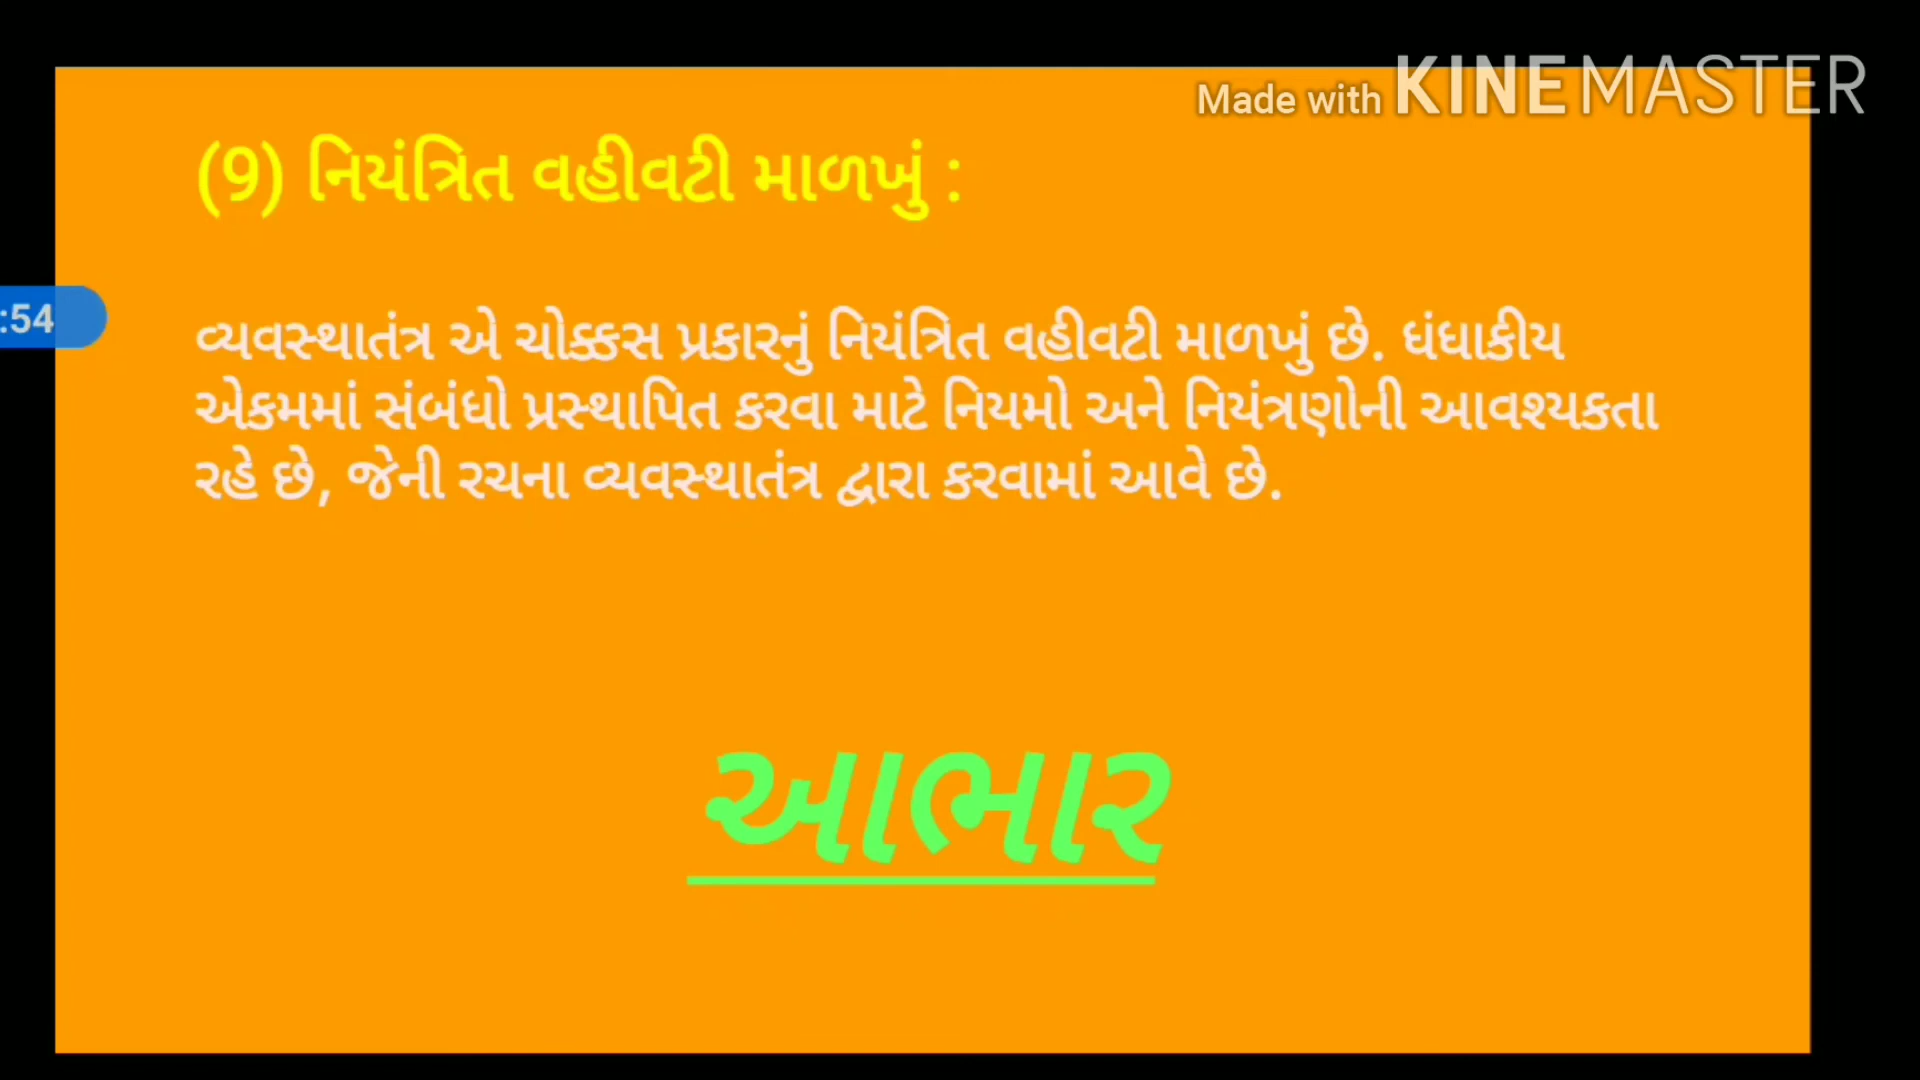 Made with KINEMASTER
(9) નિયંત્રિત વહીવટી માળખું :
:54
વ્યવસ્થાતંત્ર એ ચોક્કસ પ્રકારનું નિયંત્રિત વહીવટી માળખું છે. ધંધાકીય
એકમમાં સંબંધો પ્રસ્થાપિત કરવા માટે નિયમો અને નિયંત્રણોની આવશ્યકતા
રહે છે, જેની રચના વ્યવસ્થાતંત્ર દ્વારા કરવામાં આવે છે.
આભાર